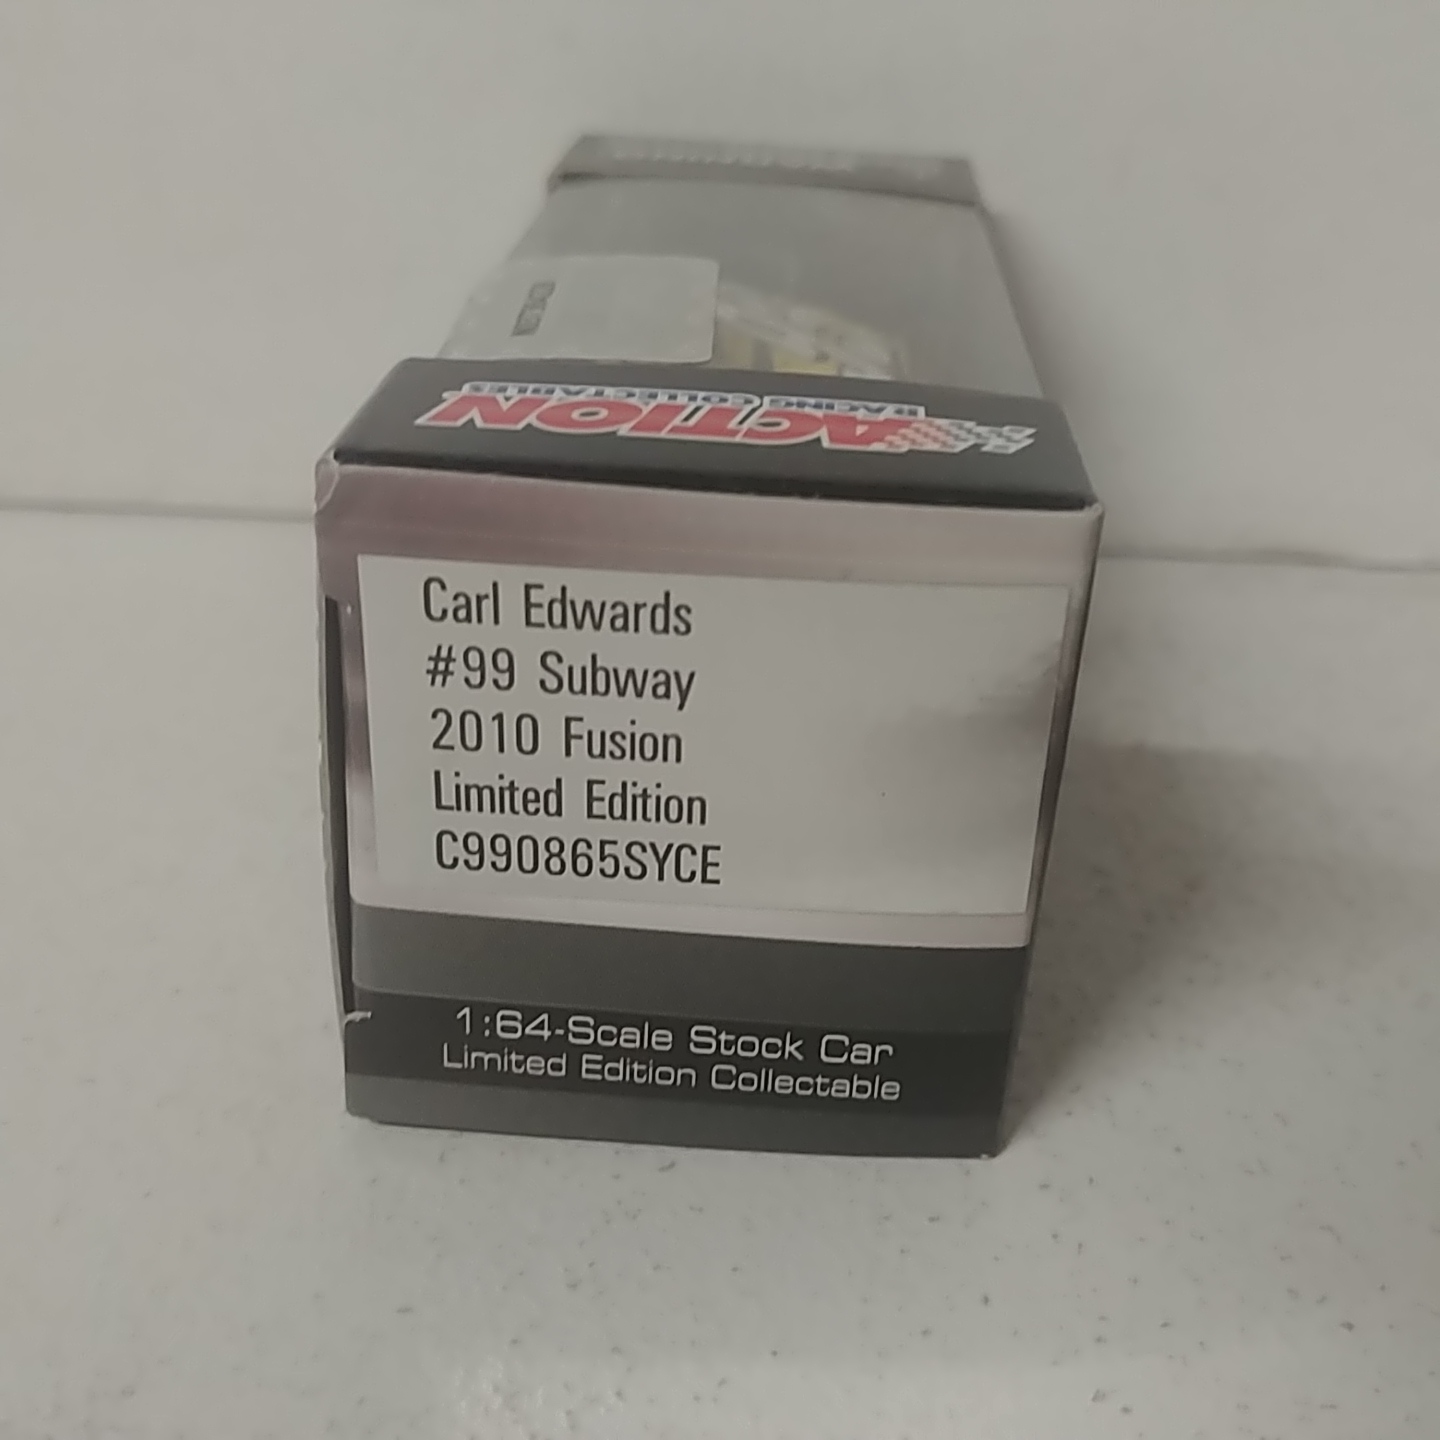 ACTION
RACING COLLECTABLES
Carl Edwards
#99 Subway
2010 Fusion
Limited Edition
C990865SYCE
1:64-Scale Stock Car
Limited Edition Collectable